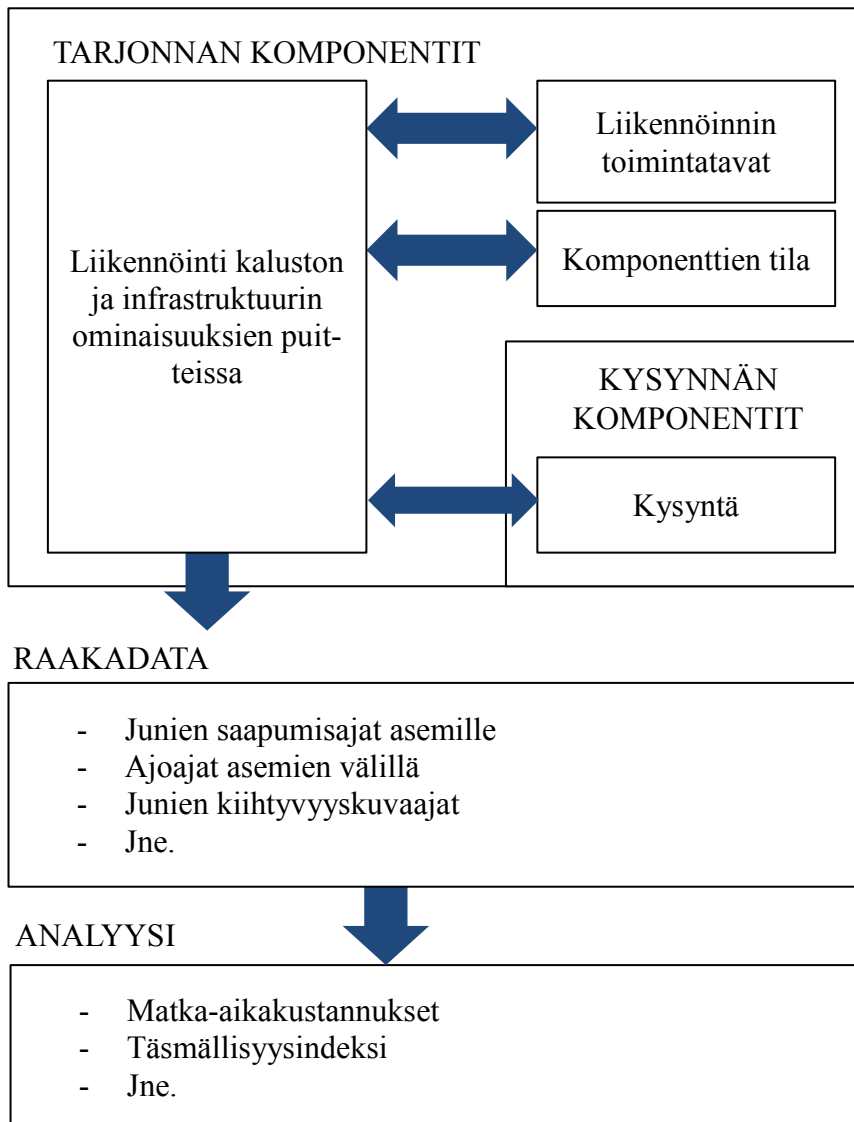 TARJONNAN KOMPONENTIT
Liikennöinti kaluston
ja infrastruktuurin
ominaisuuksien puit-
teissa
Liikennöinnin
toimintatavat
Komponenttien tila
KYSYNNÄN
KOMPONENTIT
Kysyntä
RAAKADATA
- Junien saapumisajat asemille
- Ajoajat asemien välillä
- Junien kiihtyvyyskuvaajat
- Jne.
ANALYYSI
- Matka-aikakustannukset
- Täsmällisyysindeksi
- Jne.